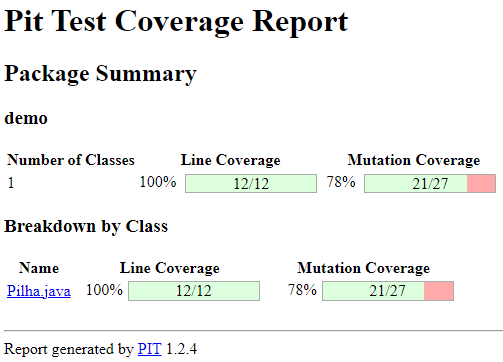 Pit Test Coverage Report
Package Summary
demo
Number of Classes Line Coverage Mutation Coverage
1 100% 12/12 78% 21/27
Breakdown by Class
Name Line Coverage Mutation Coverage
Pilha.java 100% 12/12 78% 21/27
Report generated by PIT 1.2.4